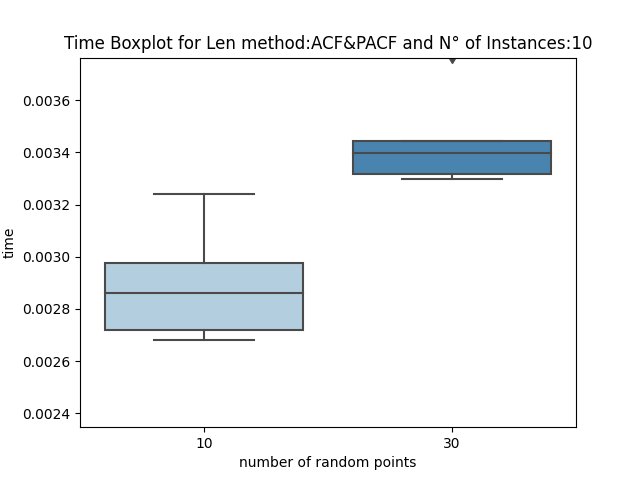 Time Boxplot for Len method:ACF&PACF and N° of Instances:10
0.0036
0.0034
0.0032
0.0030
0.0028
0.0026
0.0024
time
10 30
number of random points